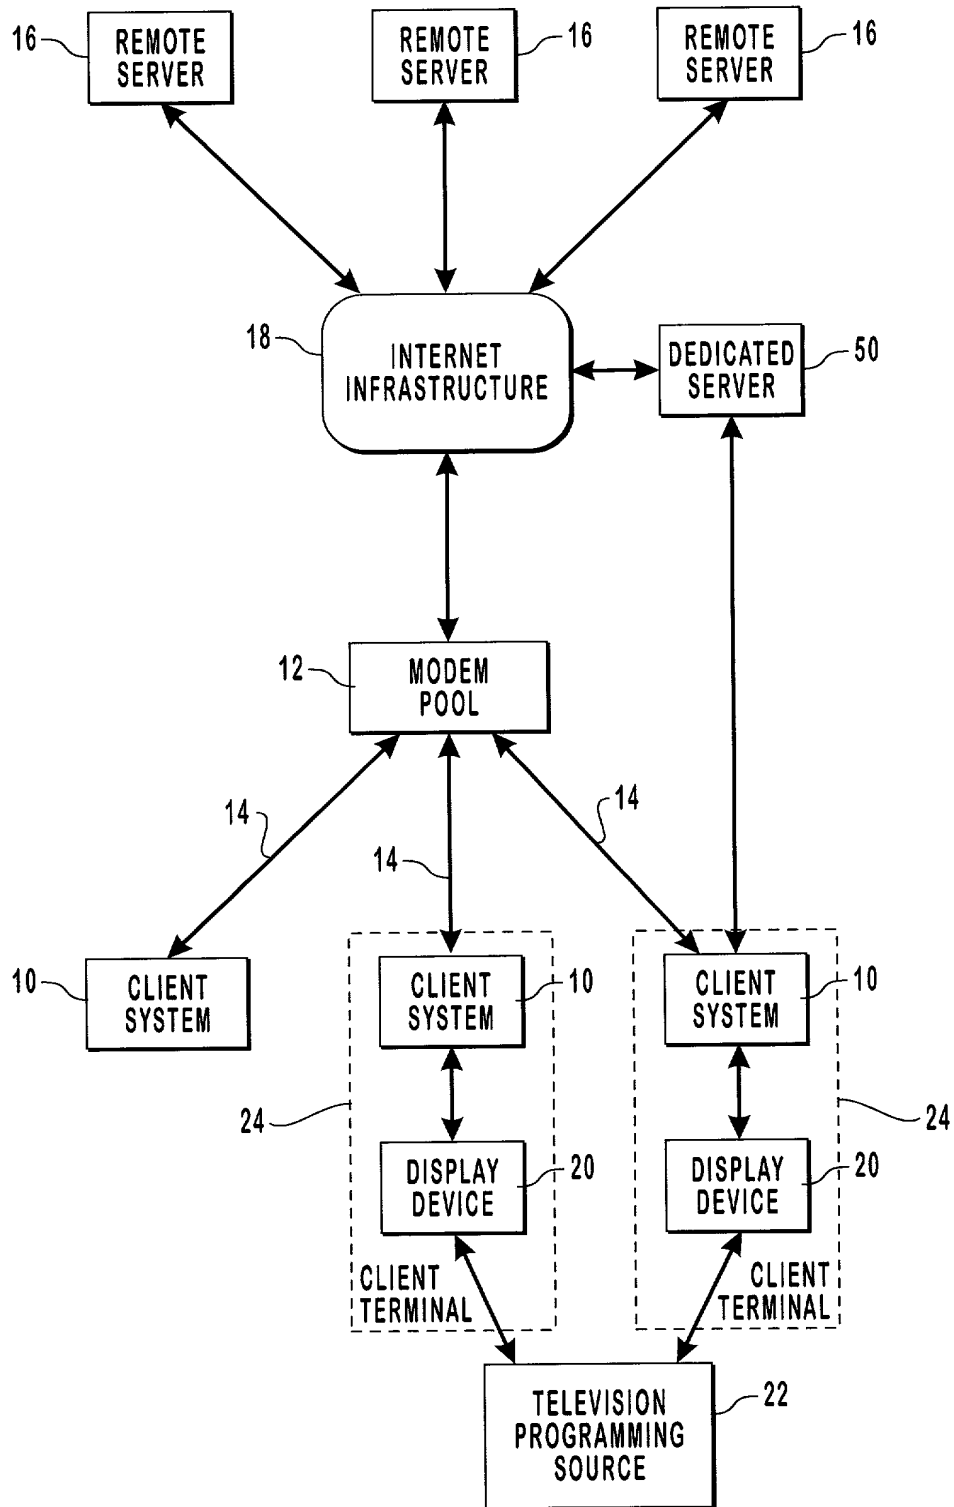 16
REMOTE
SERVER
REMOTE
SERVER
16
REMOTE
SERVER
16
18
INTERNET
INFRASTRUCTURE
DEDICATED
SERVER
50
12
MODEM
POOL
14
14
14
10
CLIENT
SYSTEM
CLIENT
SYSTEM
10
CLIENT
SYSTEM
10
24
24
DISPLAY
DEVICE
20
DISPLAY
DEVICE
20
CLIENT
TERMINAL
CLIENT
TERMINAL
TELEVISION
PROGRAMMING
SOURCE
22